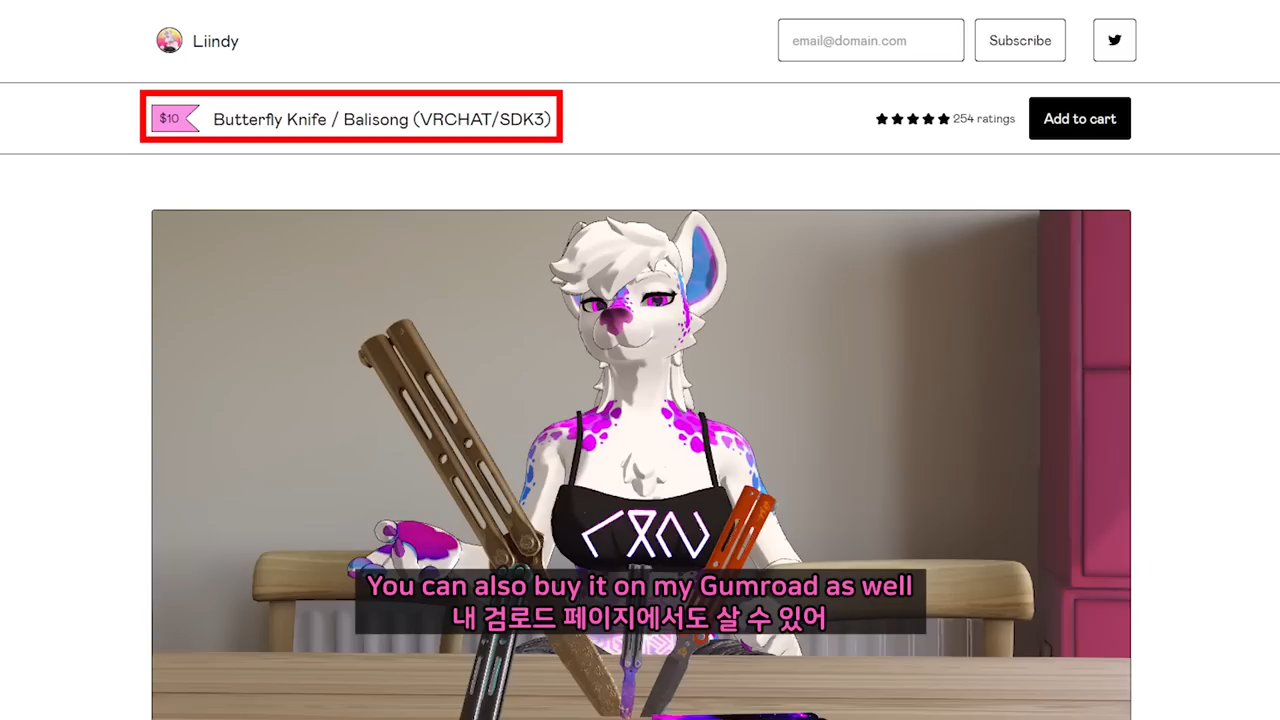 Liindy
email@domain.com
Subscribe
$10
Butterfly Knife / Balisong (VRCHAT/SDK3)
254 ratings
Add to cart
You can also buy it on my Gumroad as well
내 검로드 페이지에서도 살 수 있어